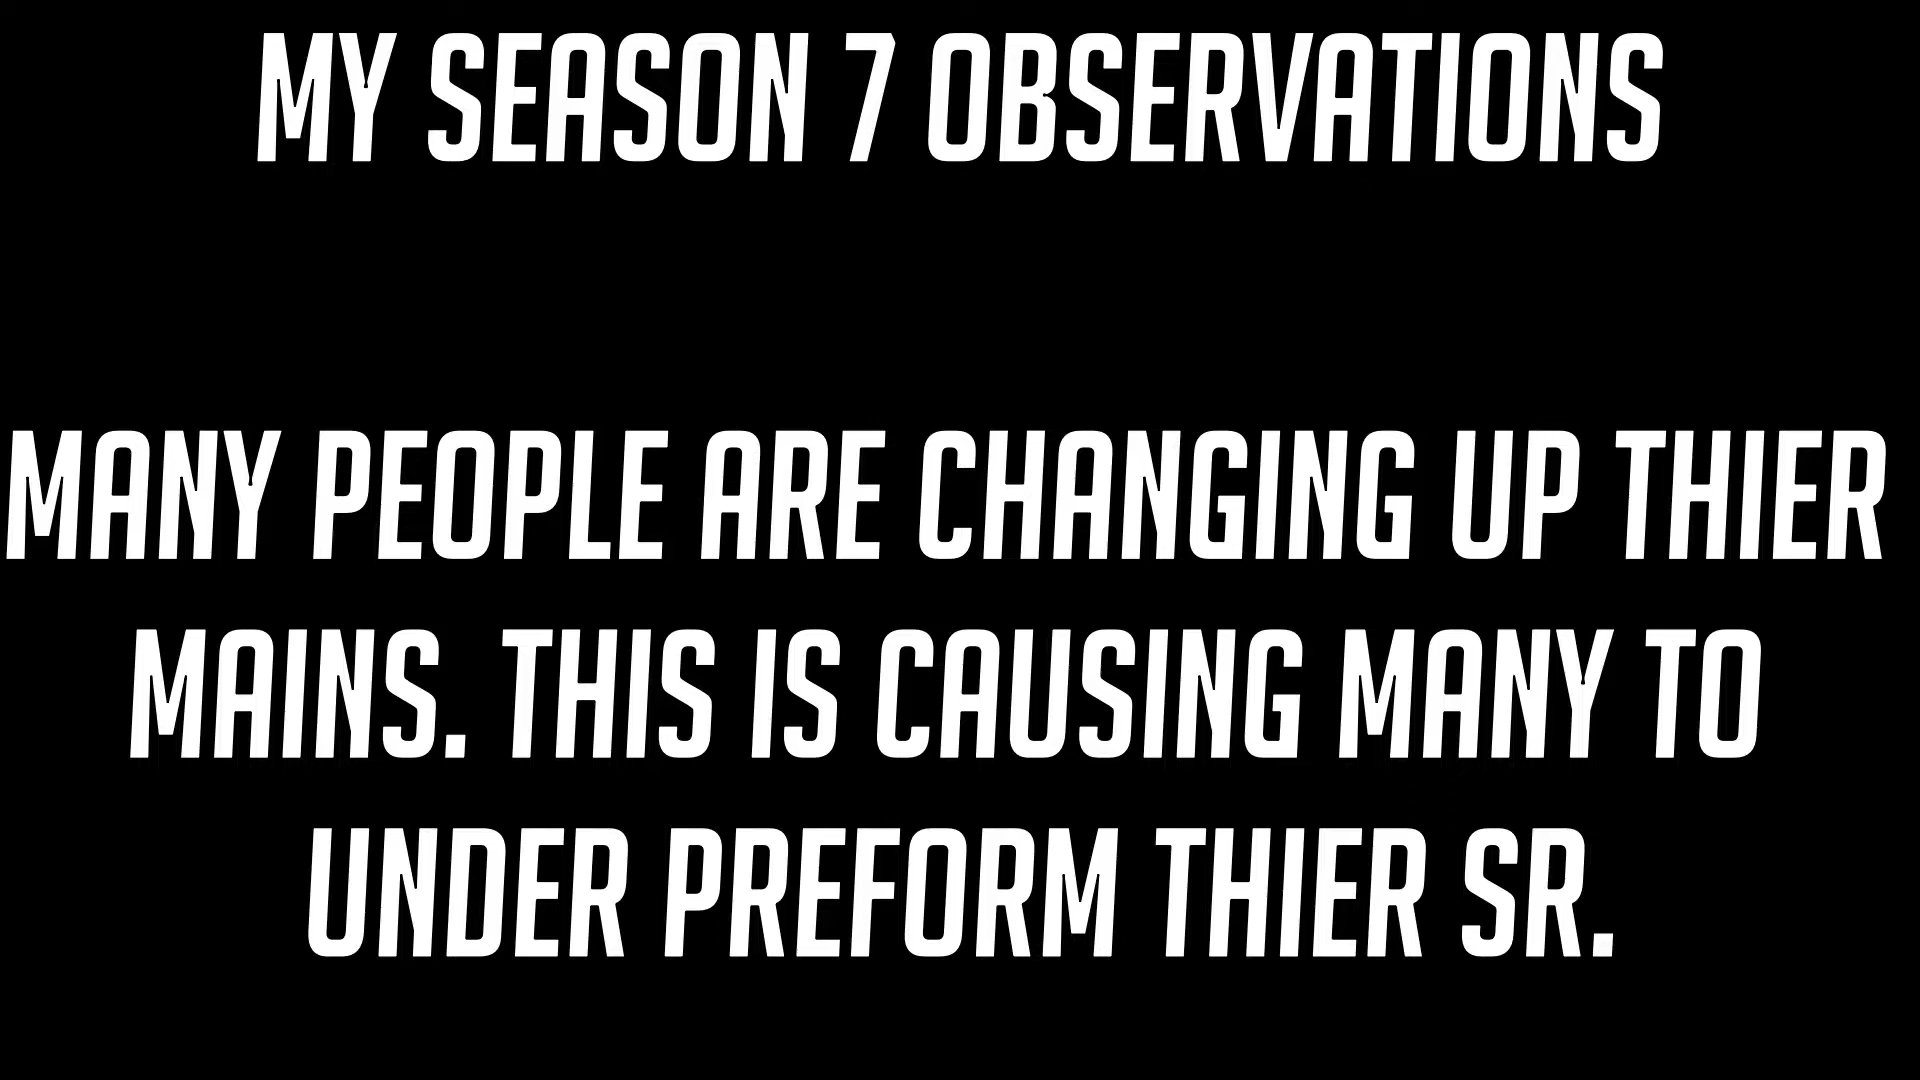 MY SEASON 7 OBSERVATIONS
MANY PEOPLE ARE CHANGING UP THIER
MAINS. THIS IS CAUSING MANY TO
UNDER PREFORM THIER SR.